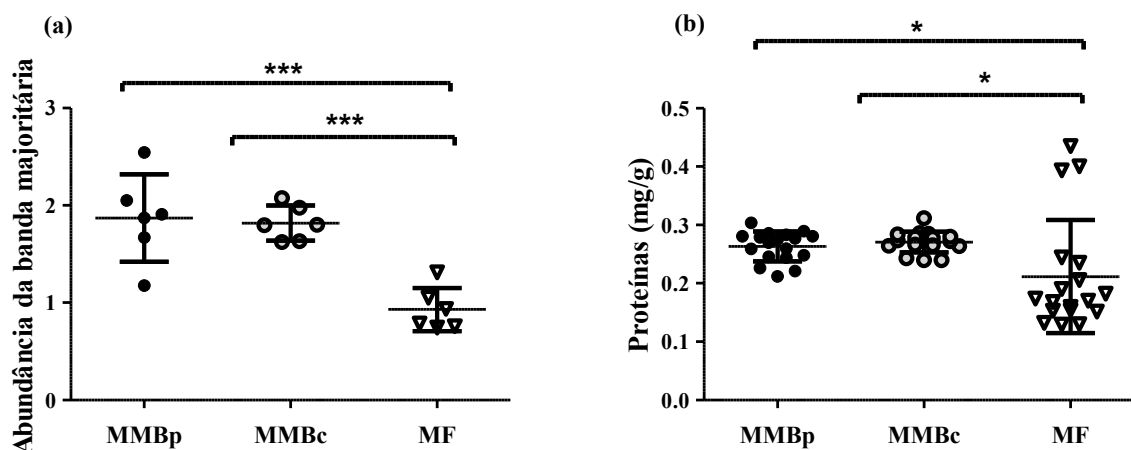 (a)
Abundância da banda majoritária
3
2
1
0
***
***
MMBp MMBc MF
(b)
Proteínas (mg/g)
0.5
0.4
0.3
0.2
0.1
0.0
*
*
MMBp MMBc MF